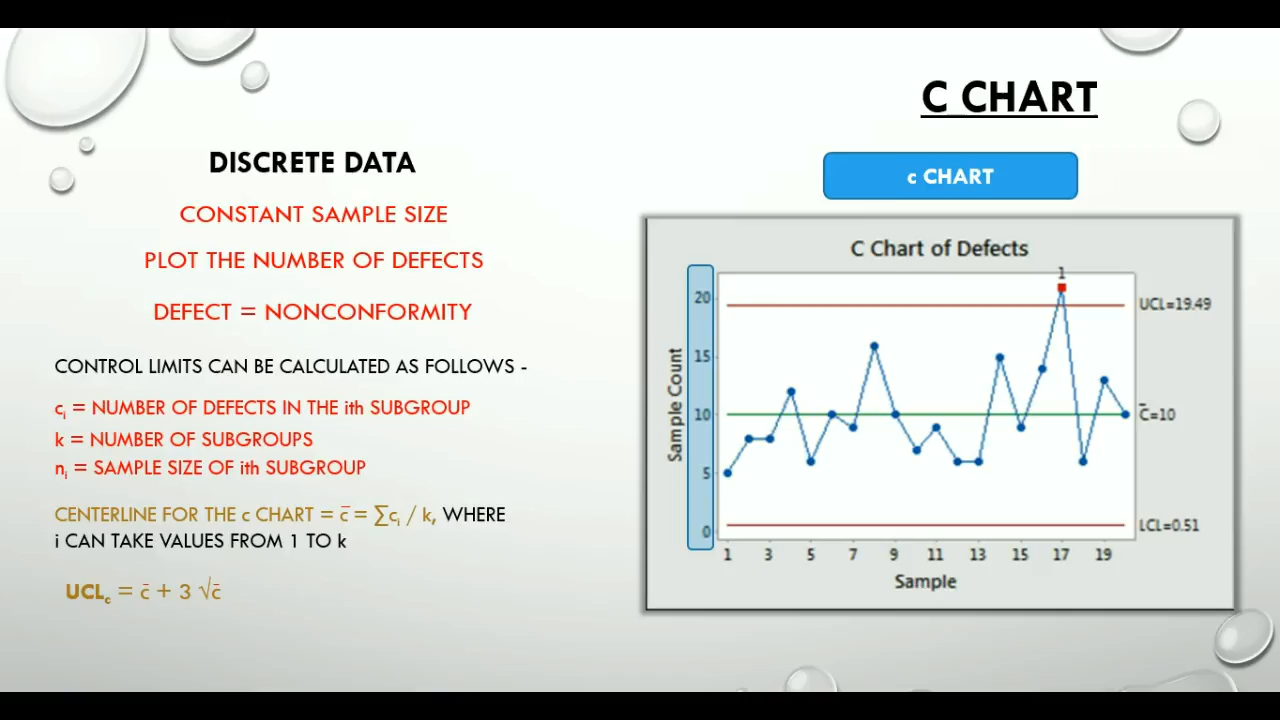 C CHART
DISCRETE DATA
CONSTANT SAMPLE SIZE
PLOT THE NUMBER OF DEFECTS
DEFECT = NONCONFORMITY
CONTROL LIMITS CAN BE CALCULATED AS FOLLOWS -
cᵢ = NUMBER OF DEFECTS IN THE ith SUBGROUP
k = NUMBER OF SUBGROUPS
nᵢ = SAMPLE SIZE OF ith SUBGROUP
CENTERLINE FOR THE c CHART = c̄ = ∑cᵢ / k, WHERE
i CAN TAKE VALUES FROM 1 TO k
UCL꜀ = c̄ + 3 √c̄
c CHART
C Chart of Defects
1
20
15
10
5
0
Sample Count
UCL=19.49
C̄=10
LCL=0.51
1 3 5 7 9 11 13 15 17 19
Sample